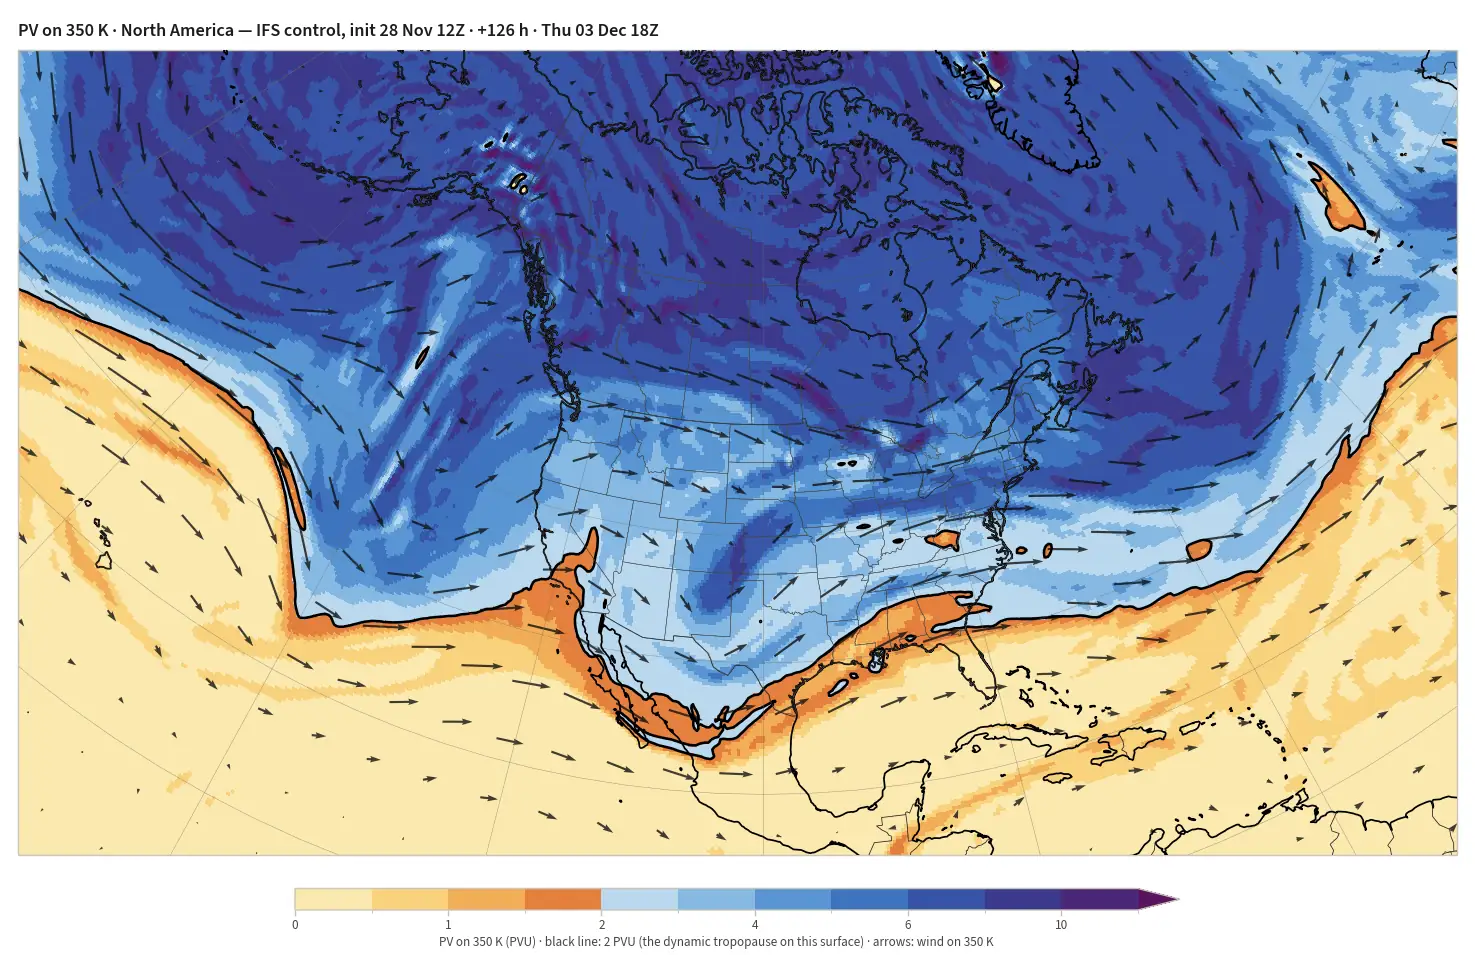 PV on 350 K · North America — IFS control, init 28 Nov 12Z · +126 h · Thu 03 Dec 18Z
0 1 2 4 6 10
PV on 350 K (PVU) · black line: 2 PVU (the dynamic tropopause on this surface) · arrows: wind on 350 K